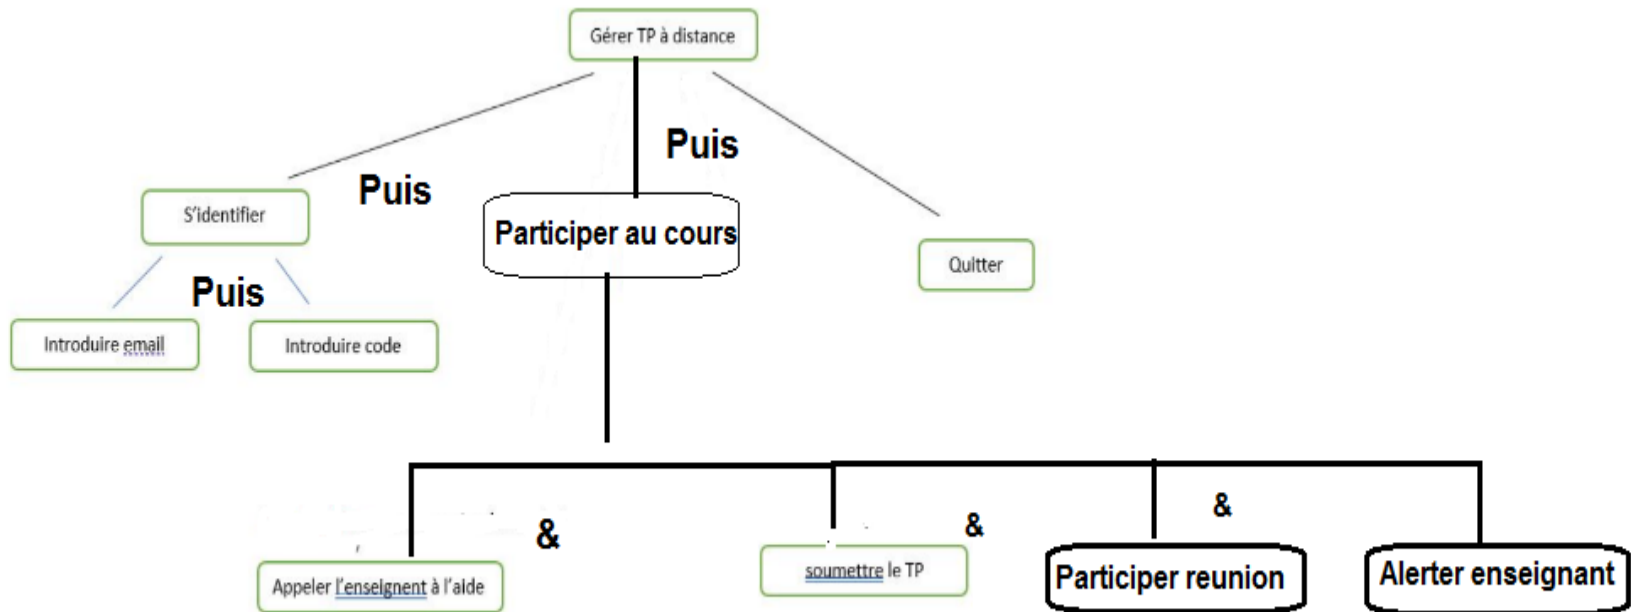 Gérer TP à distance
Puis
Puis
S'identifier
Participer au cours
Quitter
Puis
Introduire email
Introduire code
&
&
&
Appeler l'enseignent à l'aide
soumettre le TP
Participer reunion
Alerter enseignant